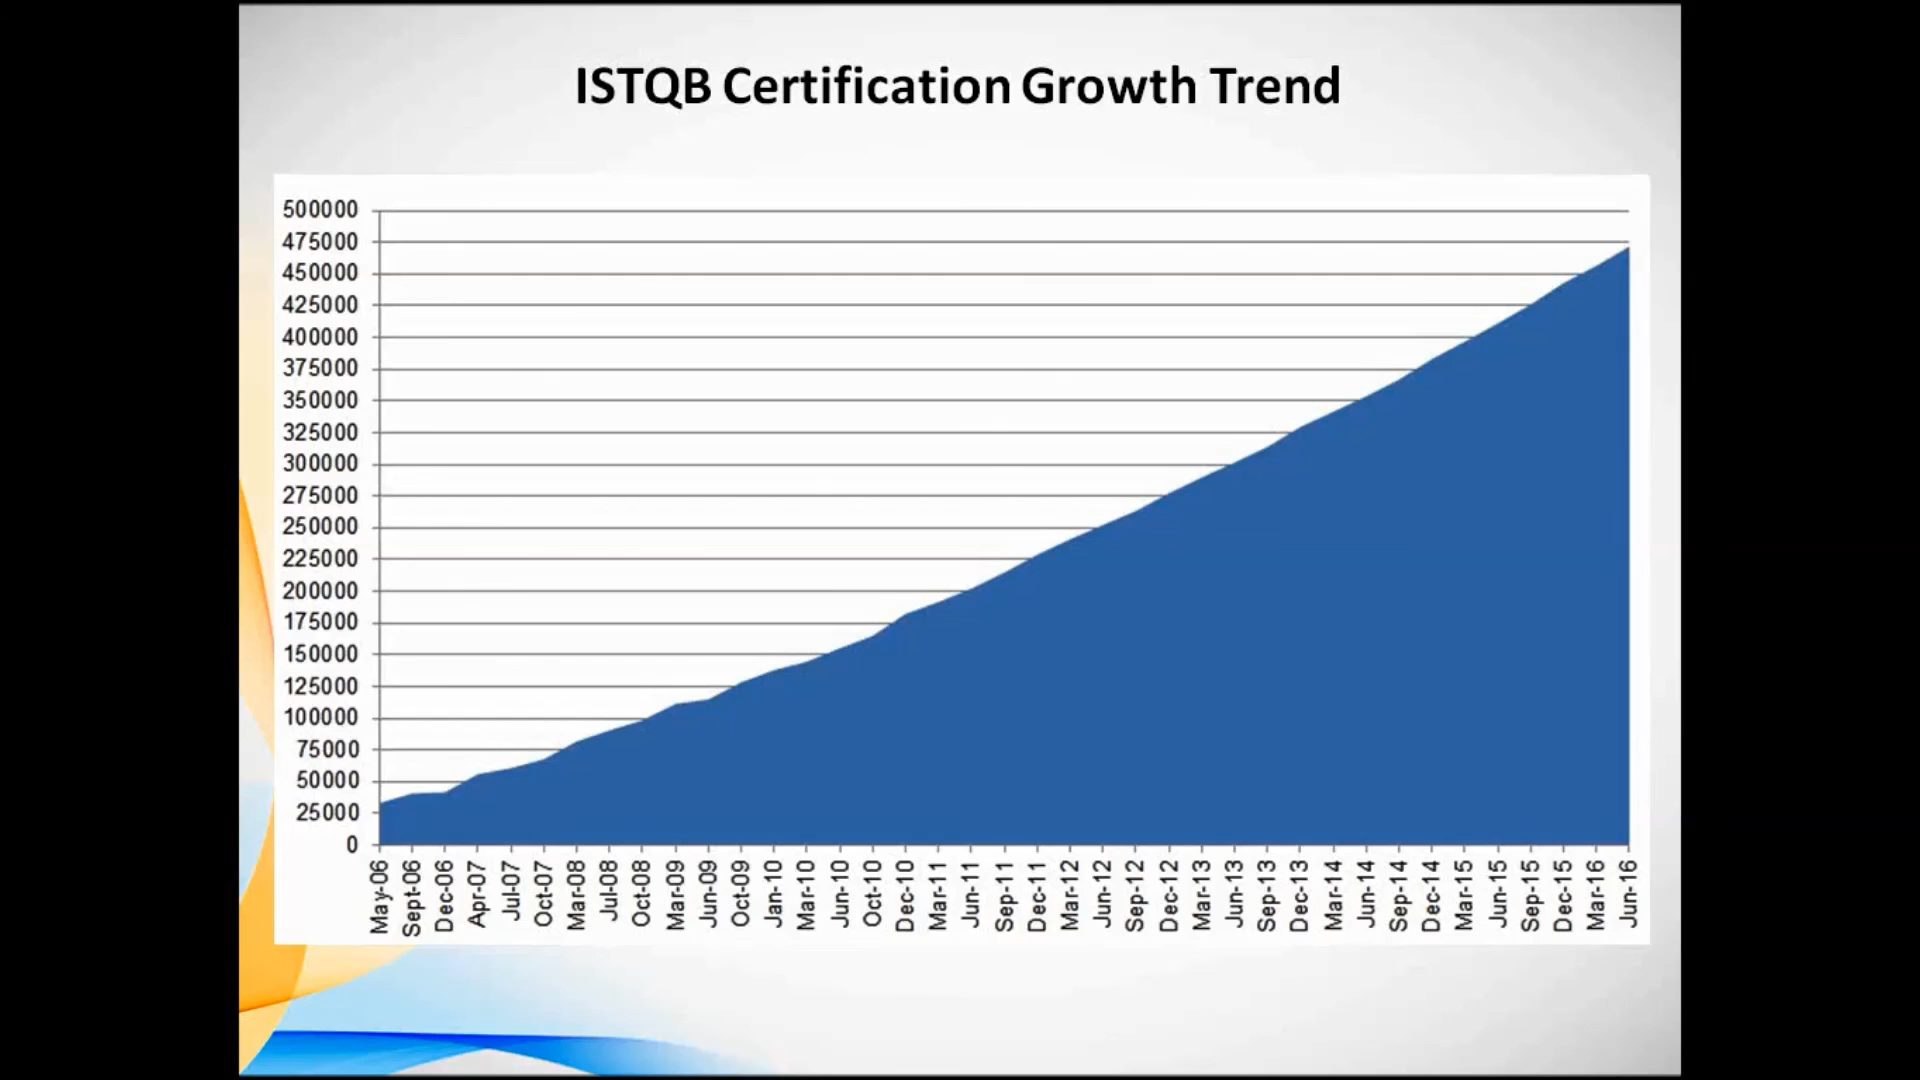 ISTQB Certification Growth Trend
500000
475000
450000
425000
400000
375000
350000
325000
300000
275000
250000
225000
200000
175000
150000
125000
100000
75000
50000
25000
0
May-06
Sept-06
Dec-06
Apr-07
Jul-07
Oct-07
Mar-08
Jul-08
Oct-08
Mar-09
Jun-09
Oct-09
Jan-10
Mar-10
Jun-10
Oct-10
Dec-10
Mar-11
Jun-11
Sep-11
Dec-11
Mar-12
Jun-12
Sep-12
Dec-12
Mar-13
Jun-13
Sep-13
Dec-13
Mar-14
Jun-14
Sep-14
Dec-14
Mar-15
Jun-15
Sep-15
Dec-15
Mar-16
Jun-16